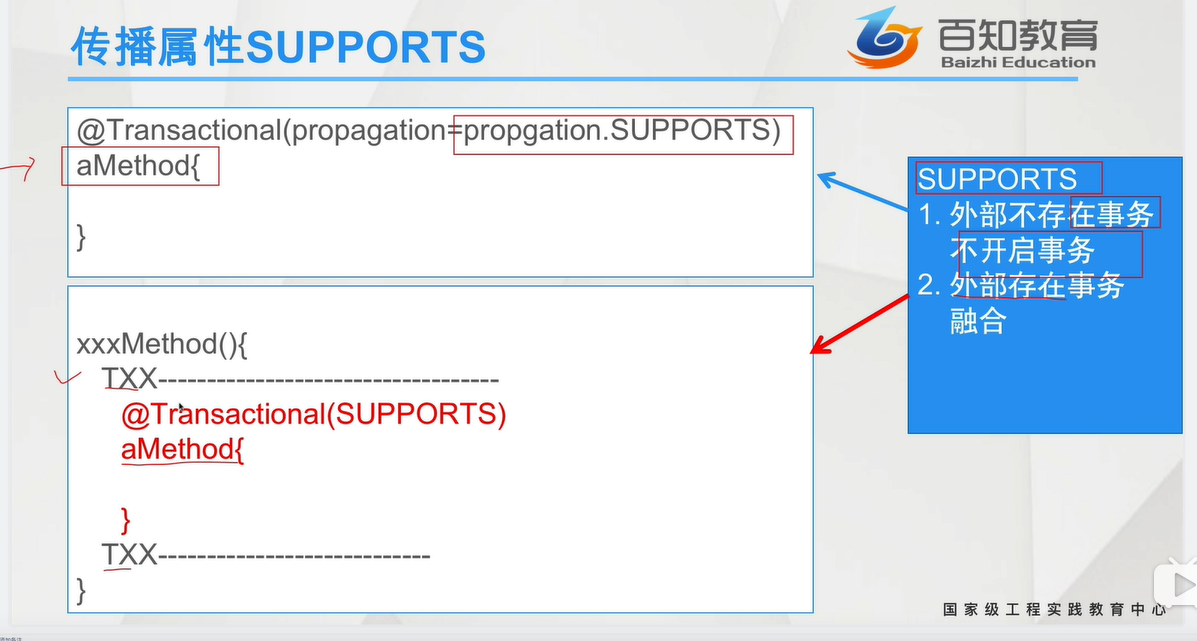 传播属性SUPPORTS
百知教育
Baizhi Education
@Transactional(propagation=propgation.SUPPORTS)
aMethod{
}
SUPPORTS
1. 外部不存在事务
不开启事务
2. 外部存在事务
融合
xxxMethod(){
TXX-----------------------------------
@Transactional(SUPPORTS)
aMethod{
}
TXX----------------------------
}
国家级工程实践教育中心